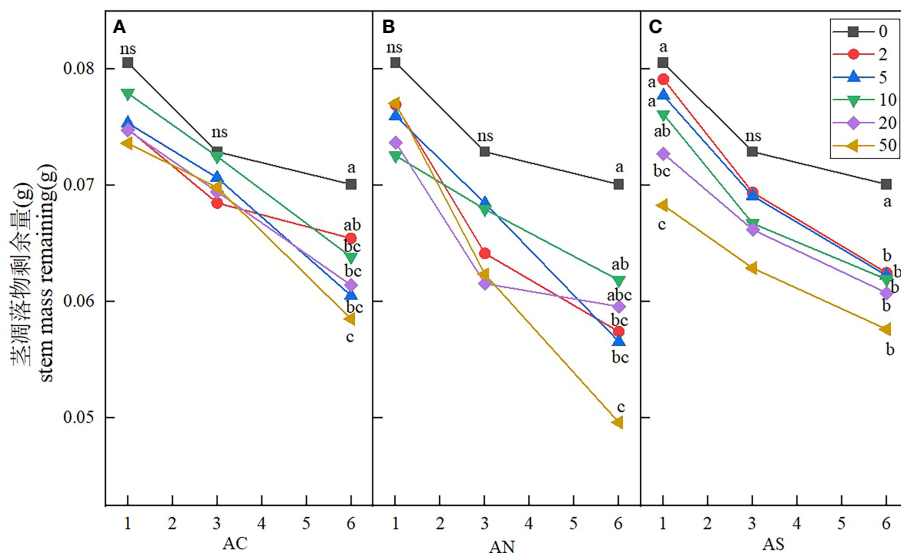 A
B
C
ns
ns
a
ab
bc
bc
bc
c
ns
ns
a
abc
bc
bc
c
a
a
a
ab
bc
c
ns
a
b
b
b
b
b
0
2
5
10
20
50
0.08
0.07
0.06
0.05
茎凋落物剩余量(g)
stem mass remaining(g)
1 2 3 4 5 6
1 2 3 4 5 6
1 2 3 4 5 6
AC
AN
AS